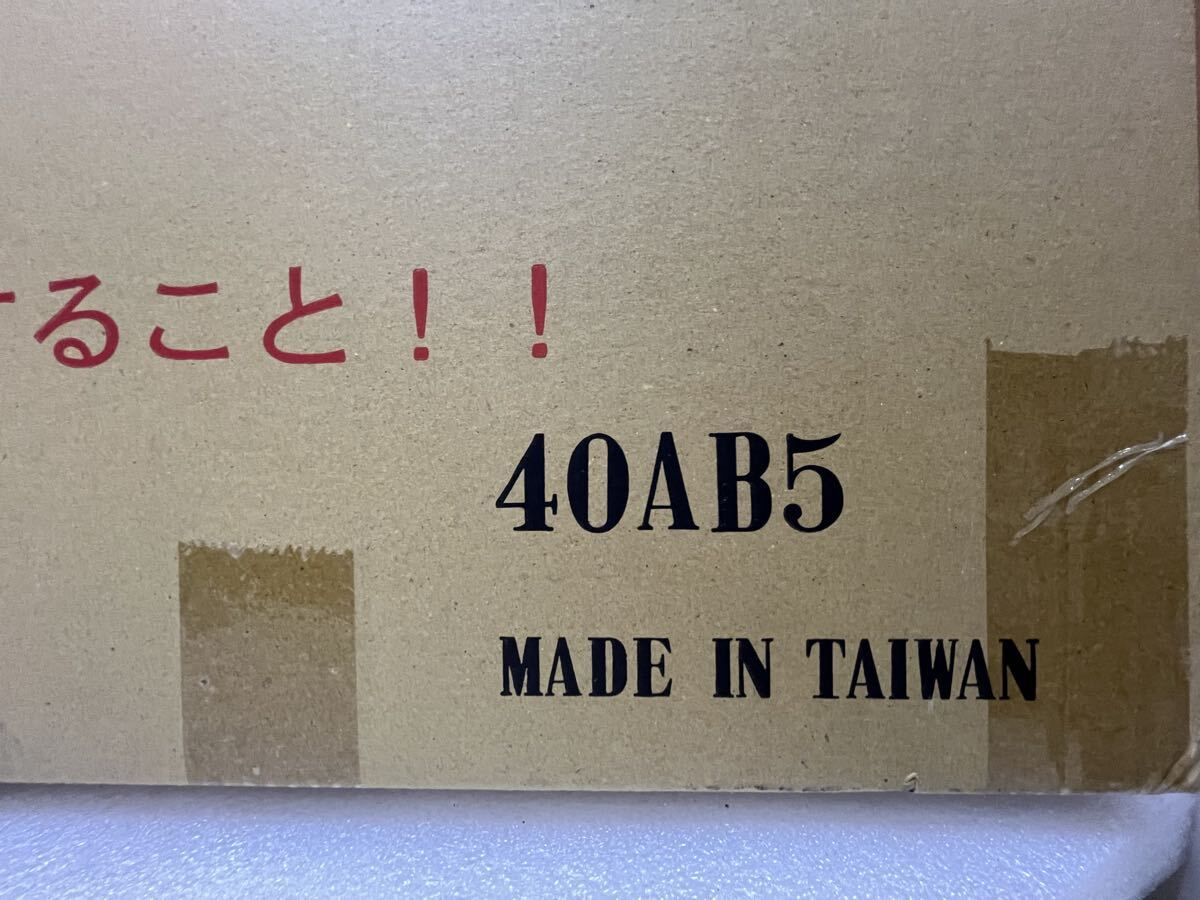 ること！！
40AB5
MADE IN TAIWAN